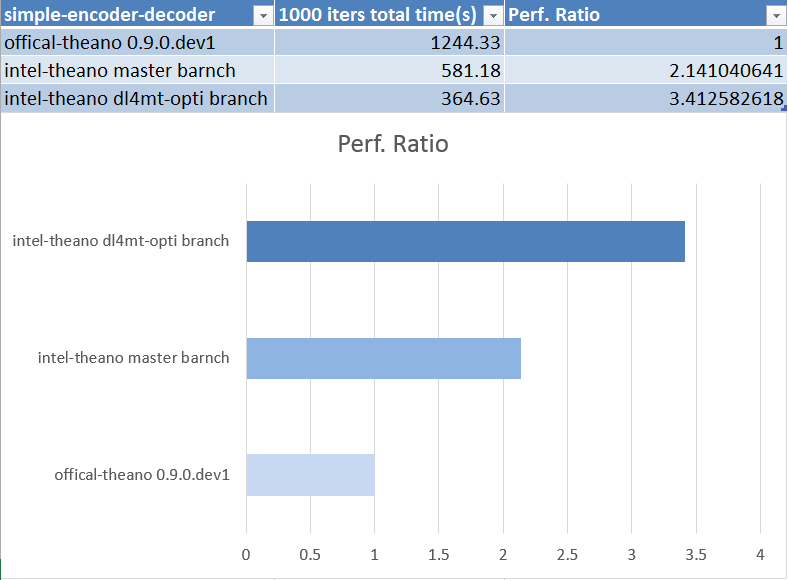 simple-encoder-decoder 1000 iters total time(s) Perf. Ratio
offical-theano 0.9.0.dev1 1244.33 1
intel-theano master barnch 581.18 2.141040641
intel-theano dl4mt-opti branch 364.63 3.412582618
Perf. Ratio
intel-theano dl4mt-opti branch
intel-theano master barnch
offical-theano 0.9.0.dev1
0 0.5 1 1.5 2 2.5 3 3.5 4